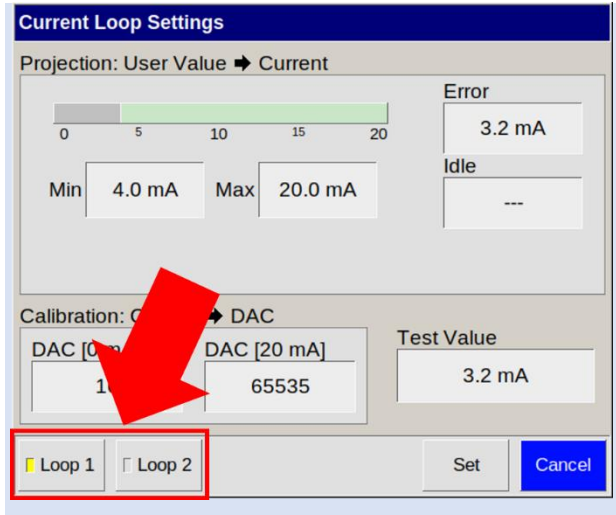 Current Loop Settings
Projection: User Value ➡ Current
Error
0 5 10 15 20
3.2 mA
Idle
Min 4.0 mA Max 20.0 mA
---
Calibration: ➡ DAC
Test Value
DAC DAC [20 mA]
65535
3.2 mA
Loop 1 Loop 2 Set Cancel